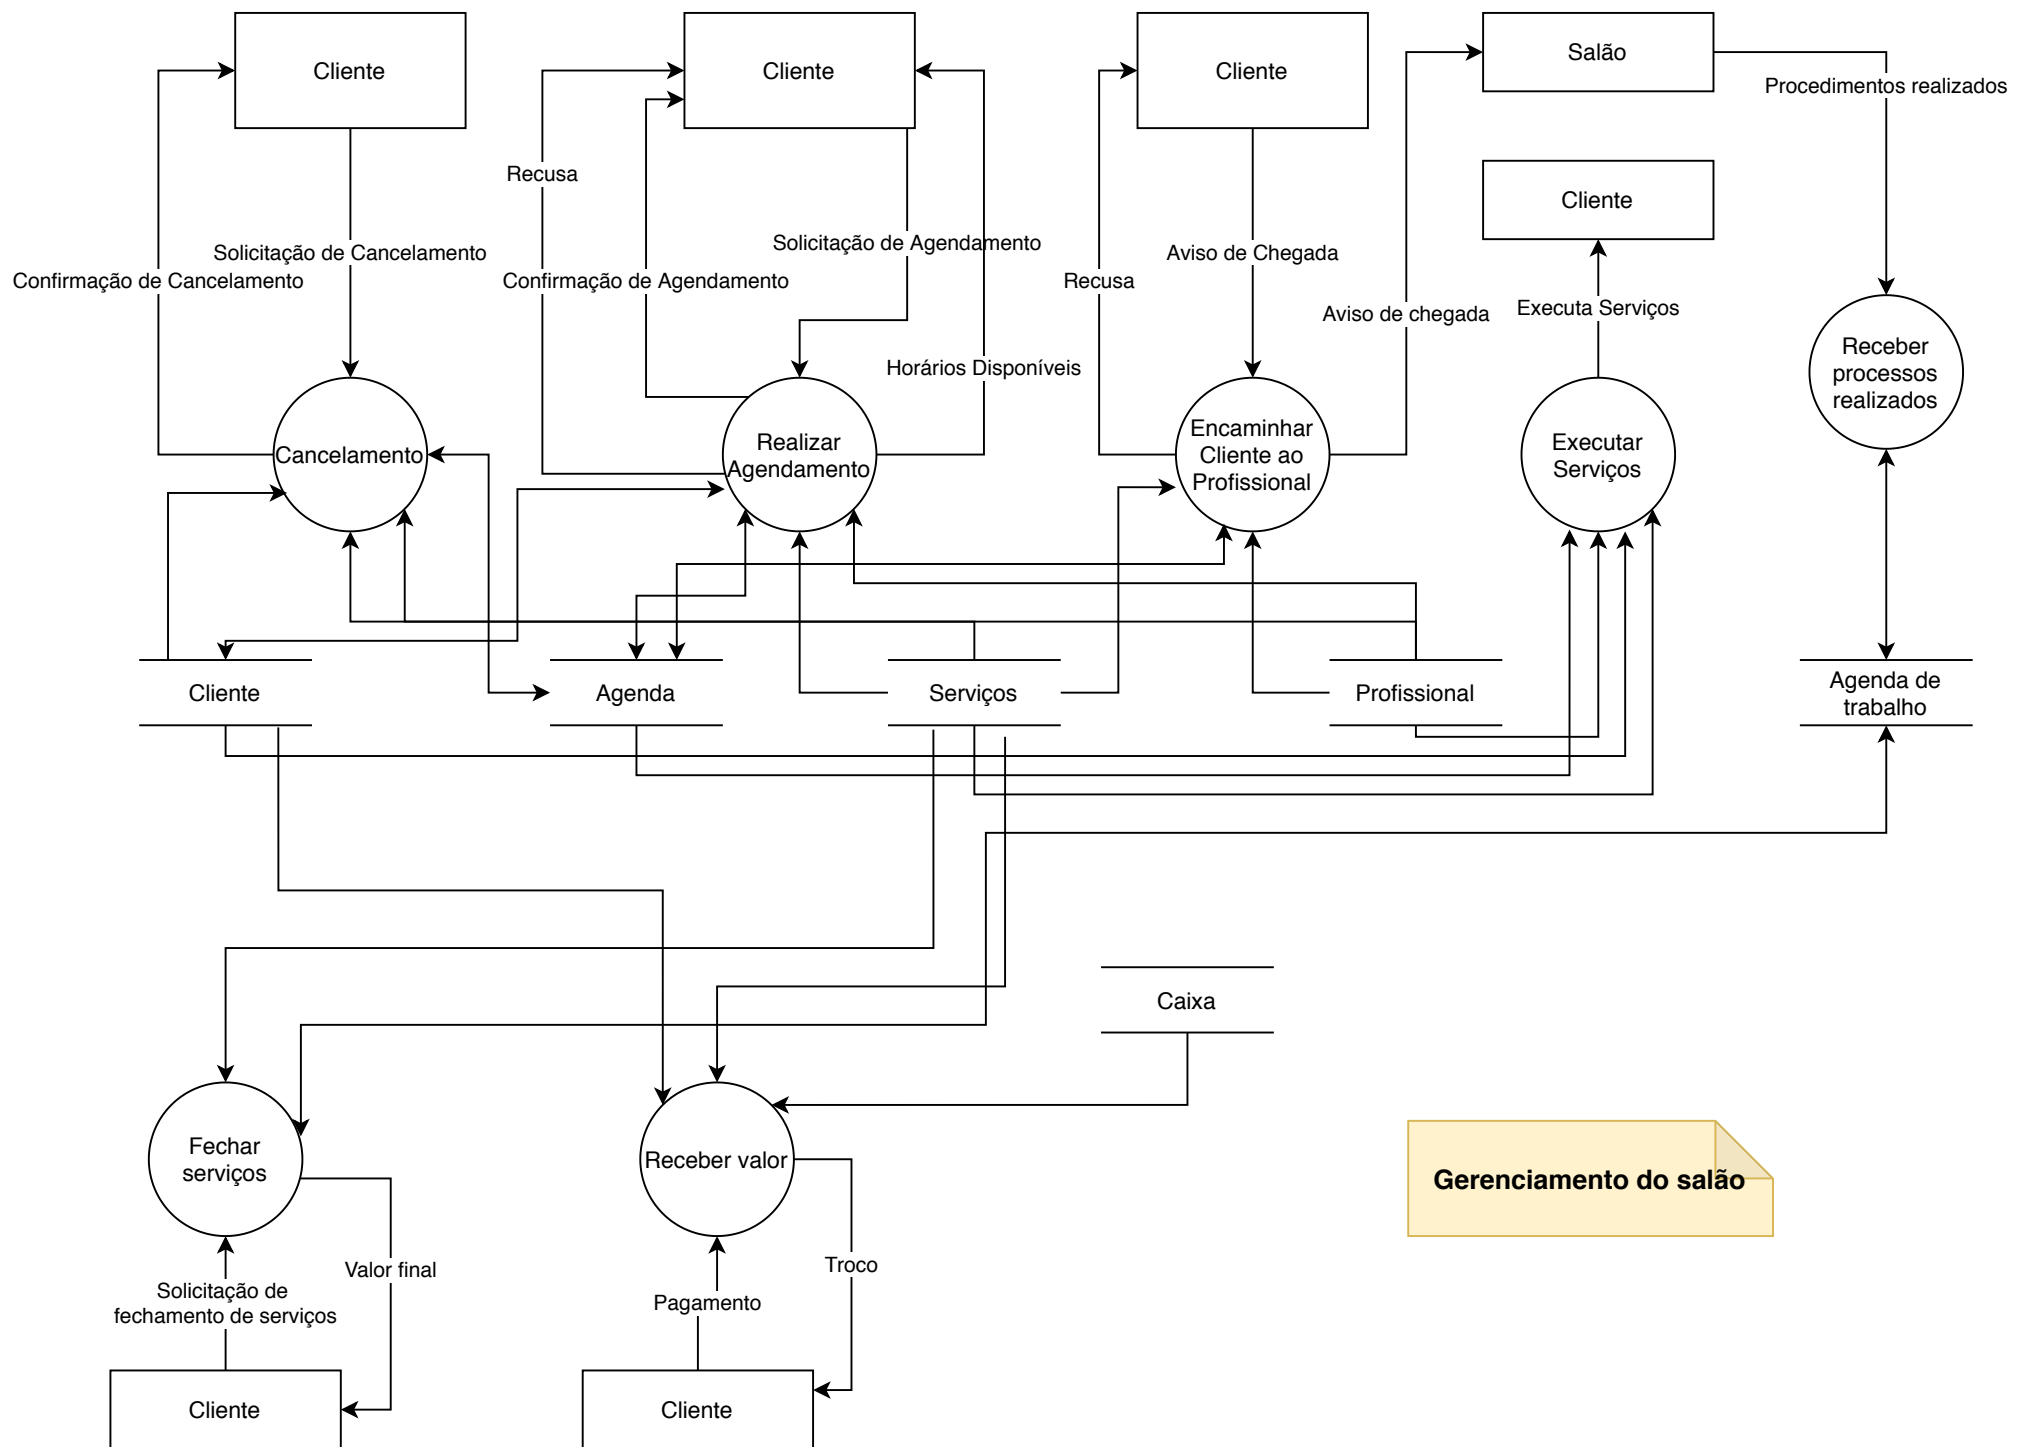 Cliente
Cliente
Cliente
Salão
Procedimentos realizados
Recusa
Cliente
Solicitação de Cancelamento
Solicitação de Agendamento
Aviso de Chegada
Confirmação de Cancelamento
Confirmação de Agendamento
Recusa
Aviso de chegada
Executa Serviços
Horários Disponíveis
Receber
processos
realizados
Cancelamento
Realizar
Agendamento
Encaminhar
Cliente ao
Profissional
Executar
Serviços
Cliente
Agenda
Serviços
Profissional
Agenda de
trabalho
Caixa
Fechar
serviços
Receber valor
Gerenciamento do salão
Valor final
Troco
Solicitação de
fechamento de serviços
Pagamento
Cliente
Cliente